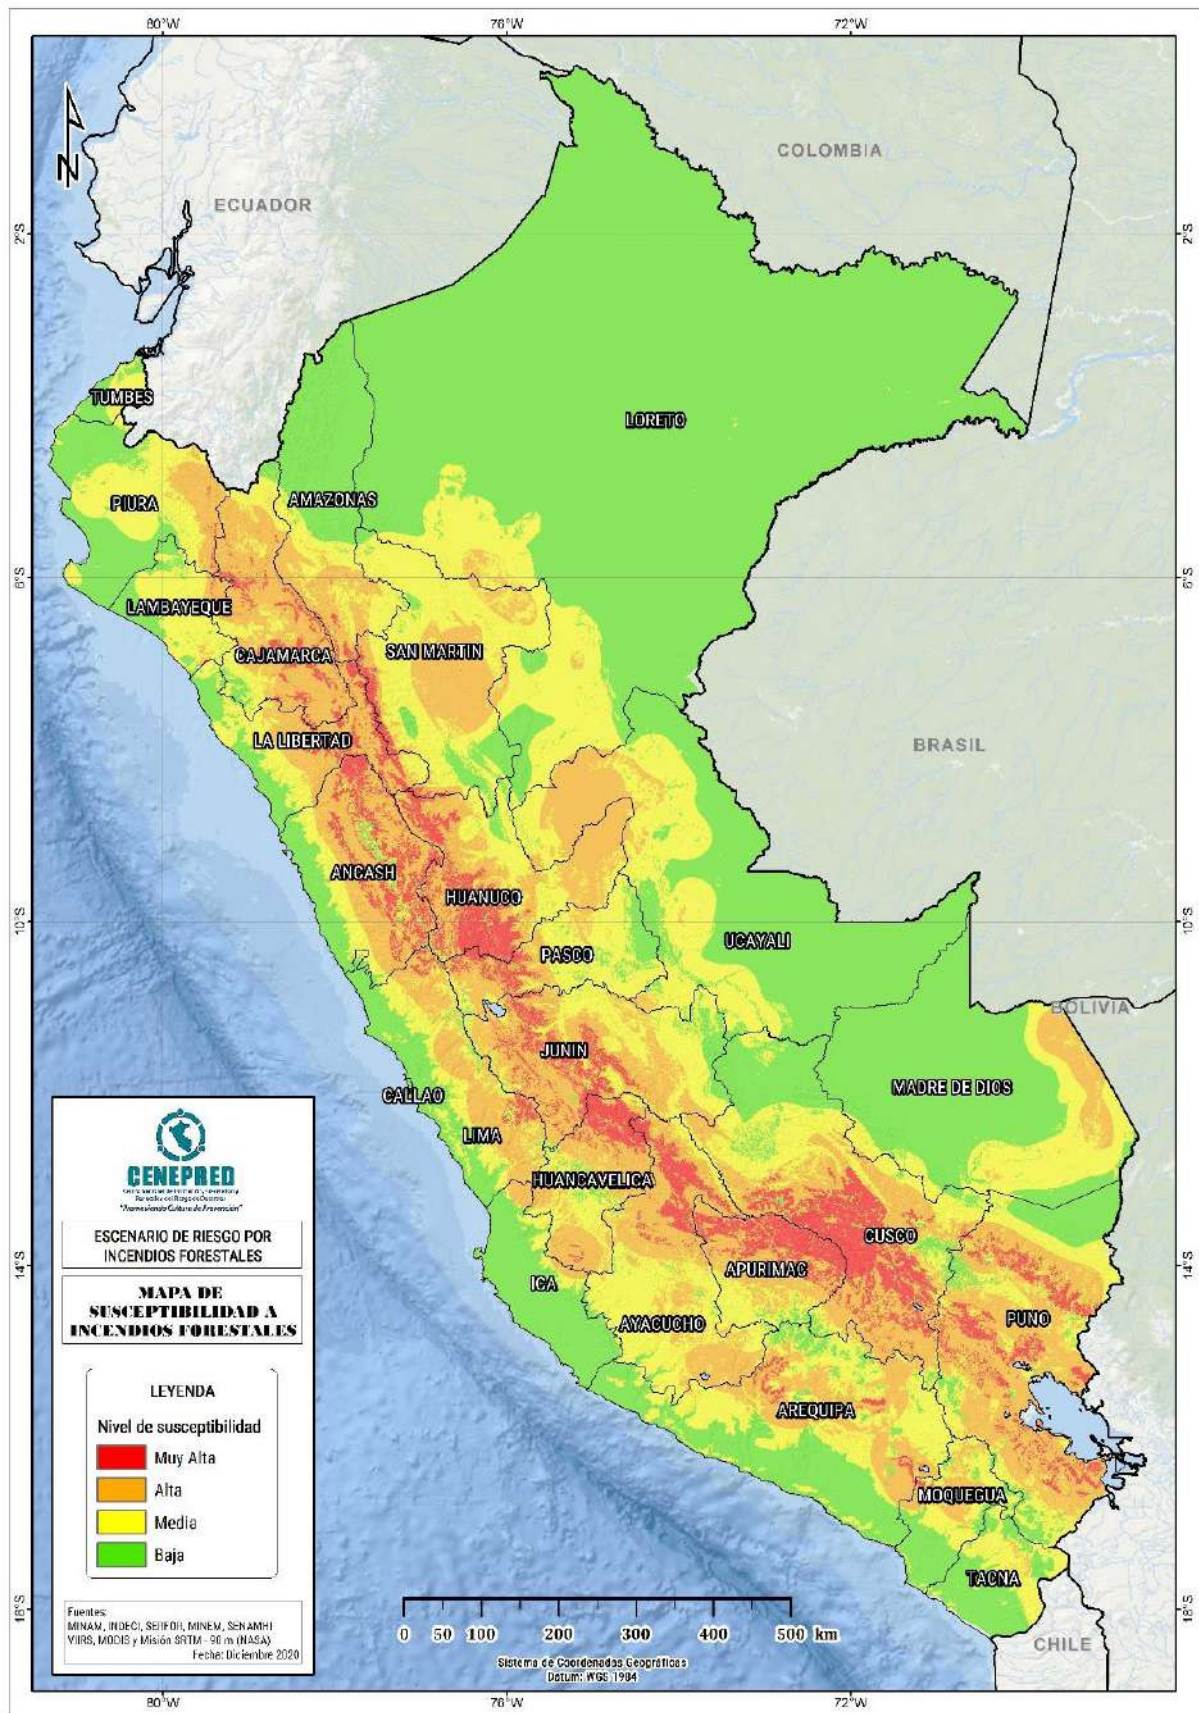 80°W
76°W
72°W
COLOMBIA
ECUADOR
2°S
2°S
N
TUMBES
LORETO
PIURA
AMAZONAS
6°S
6°S
LAMBAYEQUE
CAJAMARCA
SAN MARTIN
LA LIBERTAD
BRASIL
ANCASH
HUANUCO
10°S
10°S
UCAYALI
PASCO
BOLIVIA
JUNIN
MADRE DE DIOS
CALLAO
LIMA
HUANCAVELICA
CUSCO
14°S
APURIMAC
ICA
PUNO
AYACUCHO
AREQUIPA
MOQUEGUA
TACNA
CHILE
18°S
18°S
CENEPRED
ESCENARIO DE RIESGO POR
INCENDIOS FORESTALES
MAPA DE
SUSCEPTIBILIDAD A
INCENDIOS FORESTALES
LEYENDA
Nivel de susceptibilidad
Muy Alta
Alta
Media
Baja
Fuentes:
MINAM, INDECI, SERFOR, MINEM, SENAMHI
VIIRS, MODIS y Misión SRTM - 90 m (NASA)
Fecha: Diciembre 2020
0 50 100 200 300 400 500 km
Sistema de Coordenadas Geográficas
Datum: WGS 1984
80°W
76°W
72°W